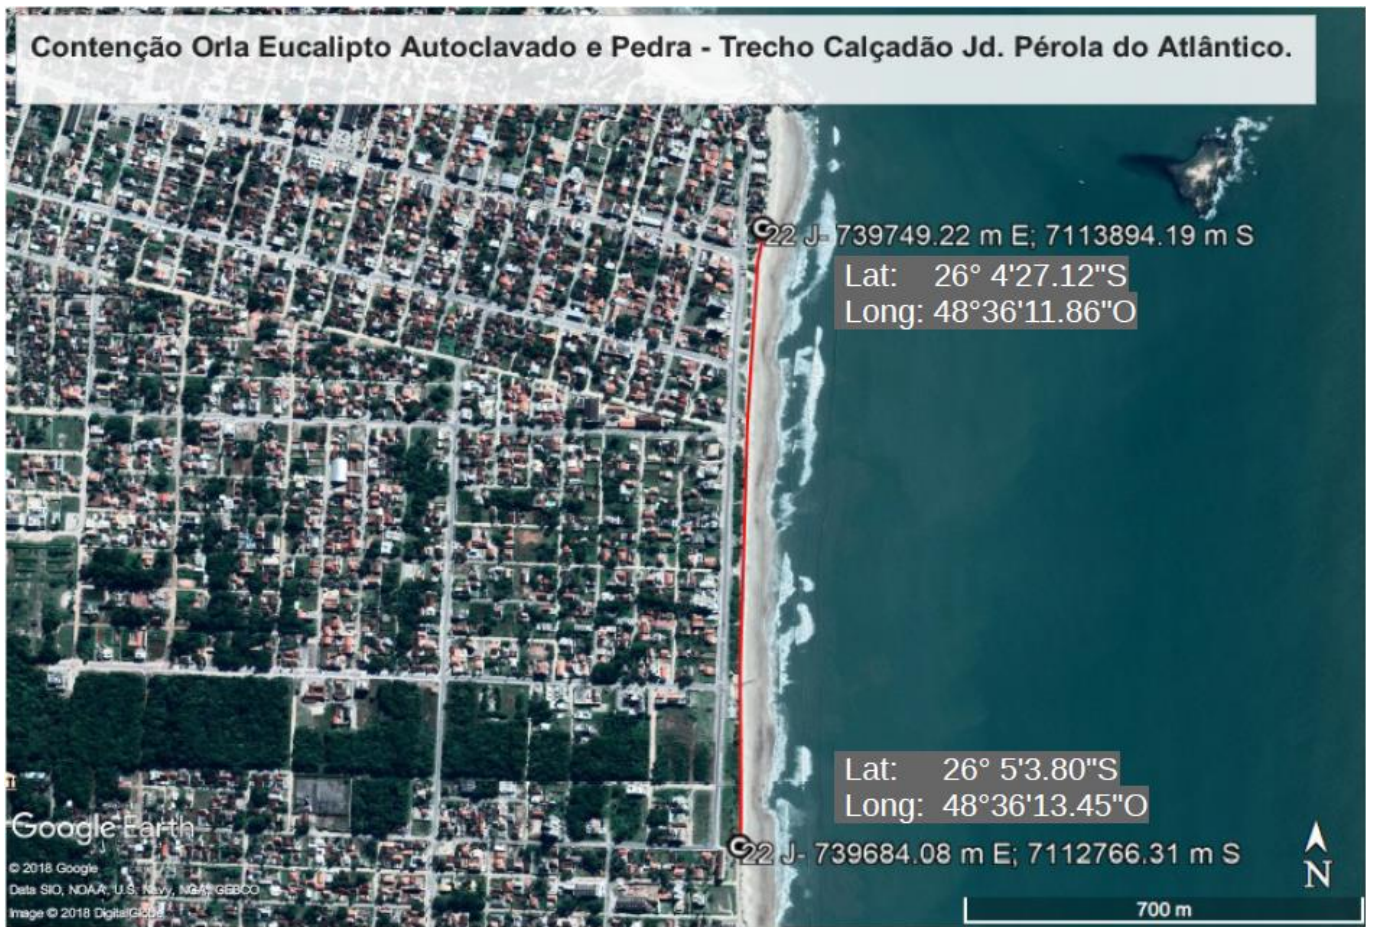 Contenção Orla Eucalipto Autoclavado e Pedra - Trecho Calçadão Jd. Pérola do Atlântico.
22 J- 739749.22 m E; 7113894.19 m S
Lat: 26° 4'27.12"S
Long: 48°36'11.86"O
Lat: 26° 5'3.80"S
Long: 48°36'13.45"O
22 J- 739684.08 m E; 7112766.31 m S
Google Earth
© 2018 Google
Data SIO, NOAA, U.S. Navy, NGA, GEBCO
Image © 2018 DigitalGlobe
N
700 m